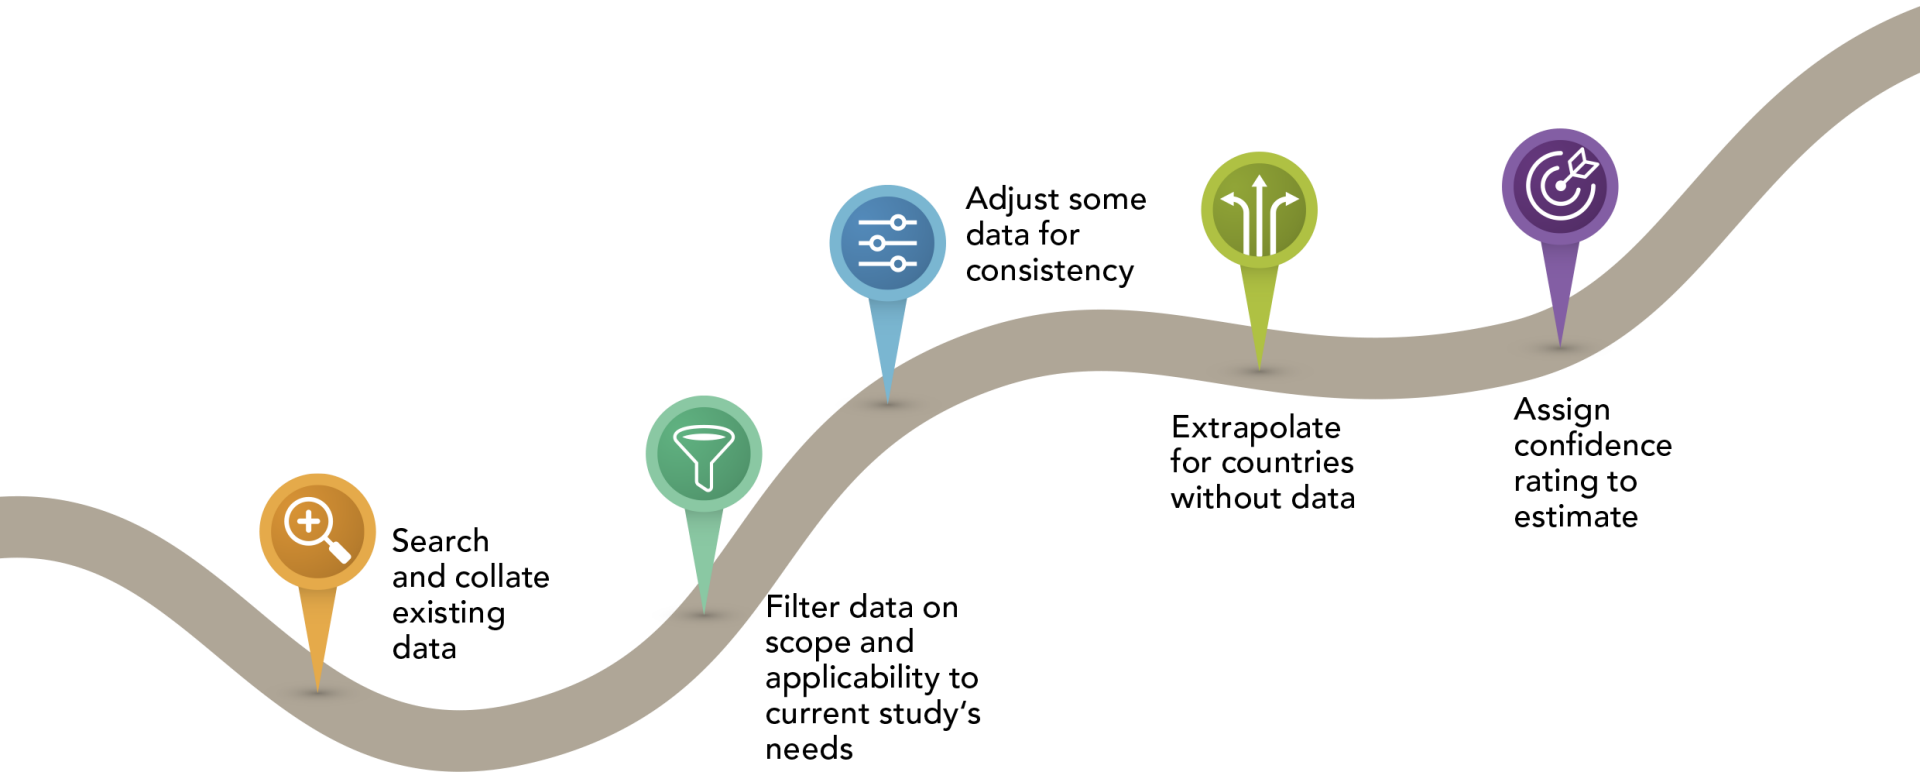 Search
and collate
existing
data
Filter data on
scope and
applicability to
current study‘s
needs
Adjust some
data for
consistency
Extrapolate
for countries
without data
Assign
confidence
rating to
estimate